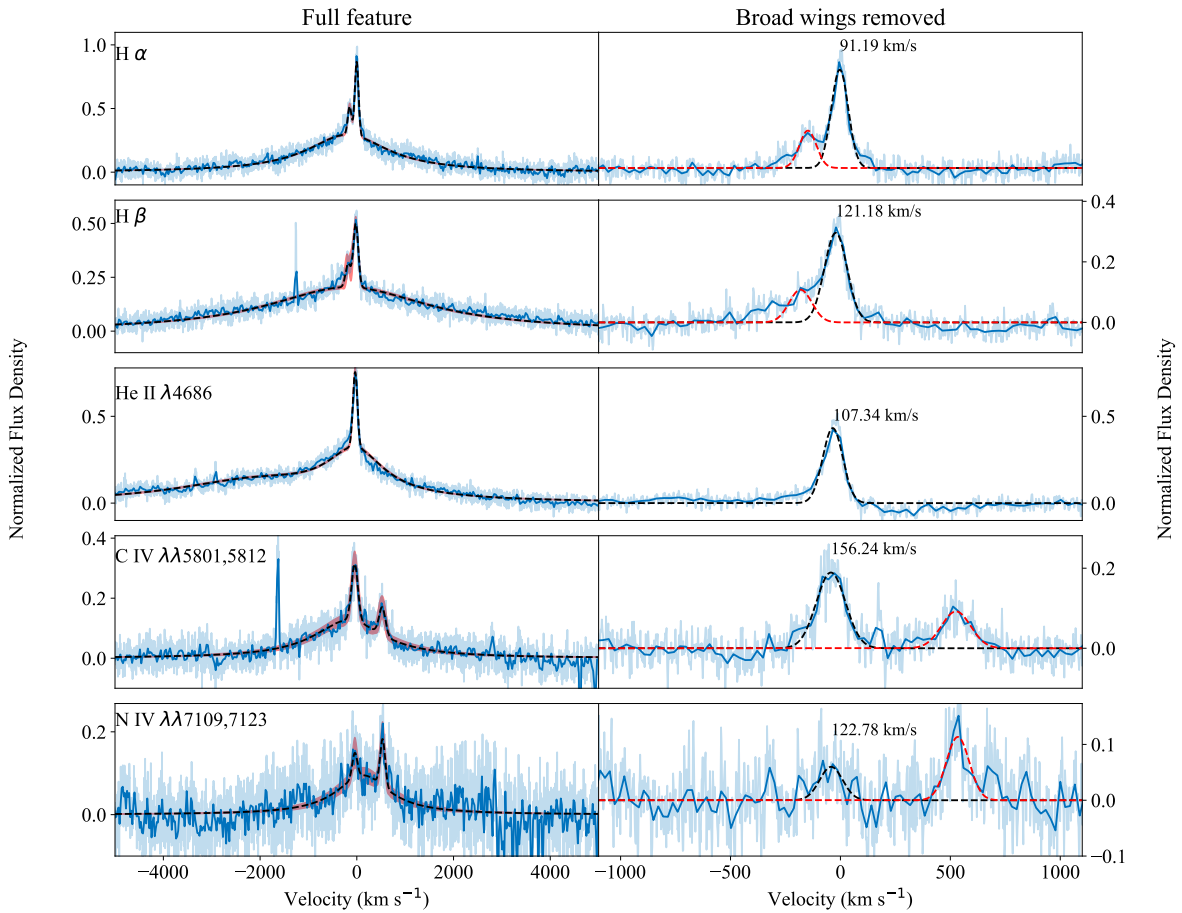 Full feature
Broad wings removed
H α
91.19 km/s
1.0
0.5
0.0
H β
121.18 km/s
0.50
0.25
0.00
0.4
0.2
0.0
He II λ4686
107.34 km/s
0.5
0.0
0.5
0.0
C IV λλ5801,5812
156.24 km/s
0.4
0.2
0.0
0.2
0.0
N IV λλ7109,7123
122.78 km/s
0.2
0.0
0.1
0.0
−0.1
−4000 −2000 0 2000 4000
−1000 −500 0 500 1000
Velocity (km s⁻¹)
Velocity (km s⁻¹)
Normalized Flux Density
Normalized Flux Density